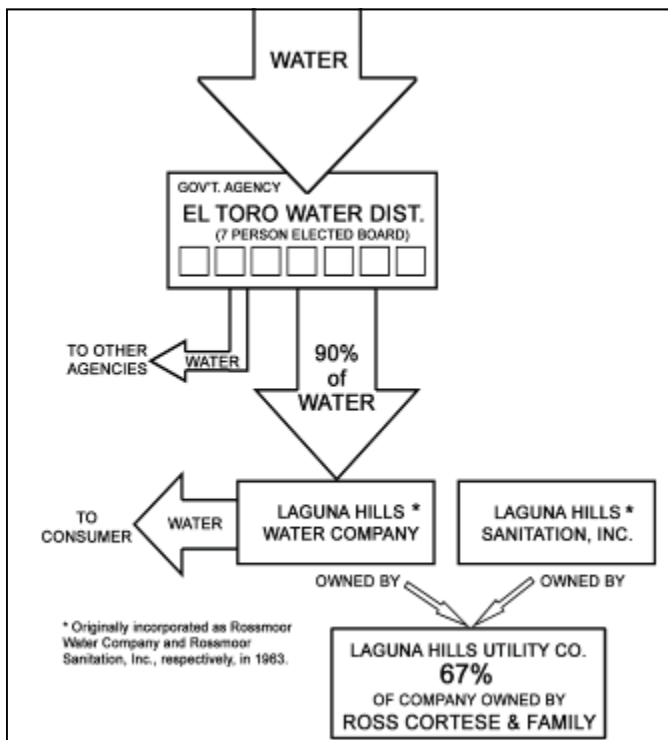 WATER
GOV'T. AGENCY
EL TORO WATER DIST.
(7 PERSON ELECTED BOARD)
TO OTHER
AGENCIES
WATER
90%
of
WATER
TO
CONSUMER
WATER
LAGUNA HILLS *
WATER COMPANY
LAGUNA HILLS *
SANITATION, INC.
OWNED BY
OWNED BY
* Originally incorporated as Rossmoor
Water Company and Rossmoor
Sanitation, Inc., respectively, in 1963.
LAGUNA HILLS UTILITY CO.
67%
OF COMPANY OWNED BY
ROSS CORTESE & FAMILY